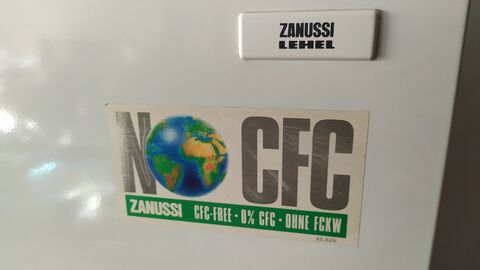 ZANUSSI
LEHEL
NO CFC
ZANUSSI CFC-FREE • 0% CFC • OHNE FCKW